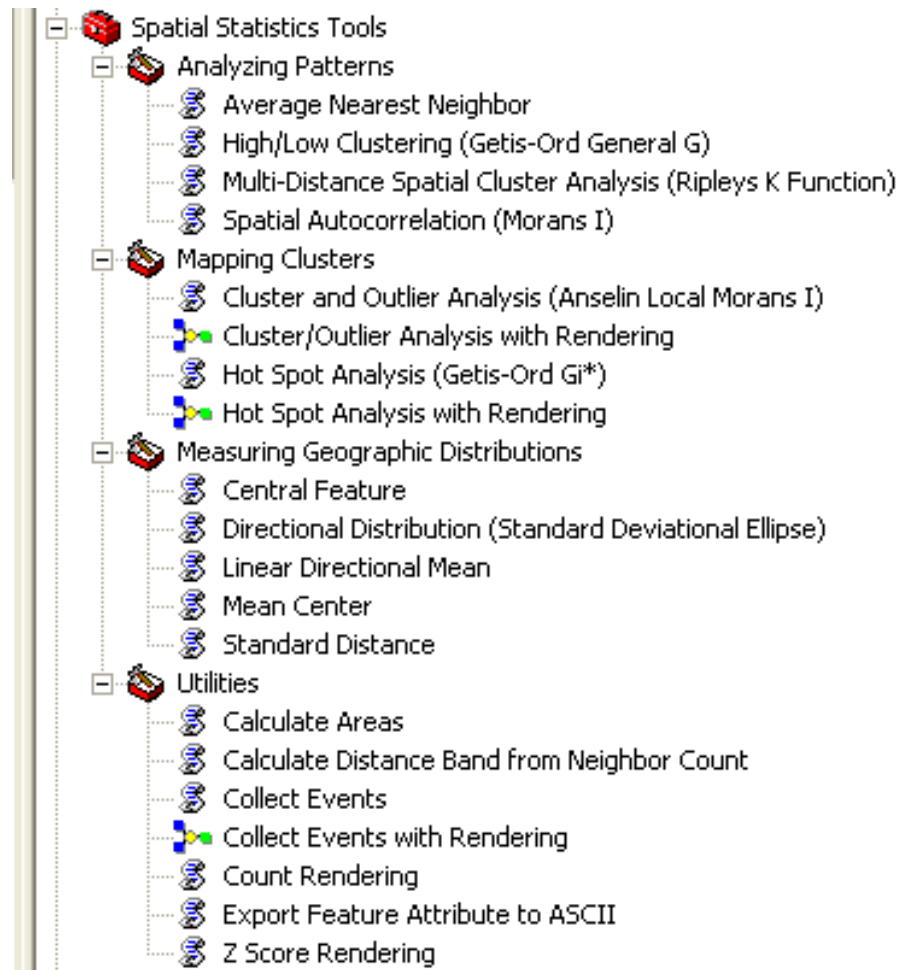 Spatial Statistics Tools
Analyzing Patterns
Average Nearest Neighbor
High/Low Clustering (Getis-Ord General G)
Multi-Distance Spatial Cluster Analysis (Ripleys K Function)
Spatial Autocorrelation (Morans I)
Mapping Clusters
Cluster and Outlier Analysis (Anselin Local Morans I)
Cluster/Outlier Analysis with Rendering
Hot Spot Analysis (Getis-Ord Gi*)
Hot Spot Analysis with Rendering
Measuring Geographic Distributions
Central Feature
Directional Distribution (Standard Deviational Ellipse)
Linear Directional Mean
Mean Center
Standard Distance
Utilities
Calculate Areas
Calculate Distance Band from Neighbor Count
Collect Events
Collect Events with Rendering
Count Rendering
Export Feature Attribute to ASCII
Z Score Rendering